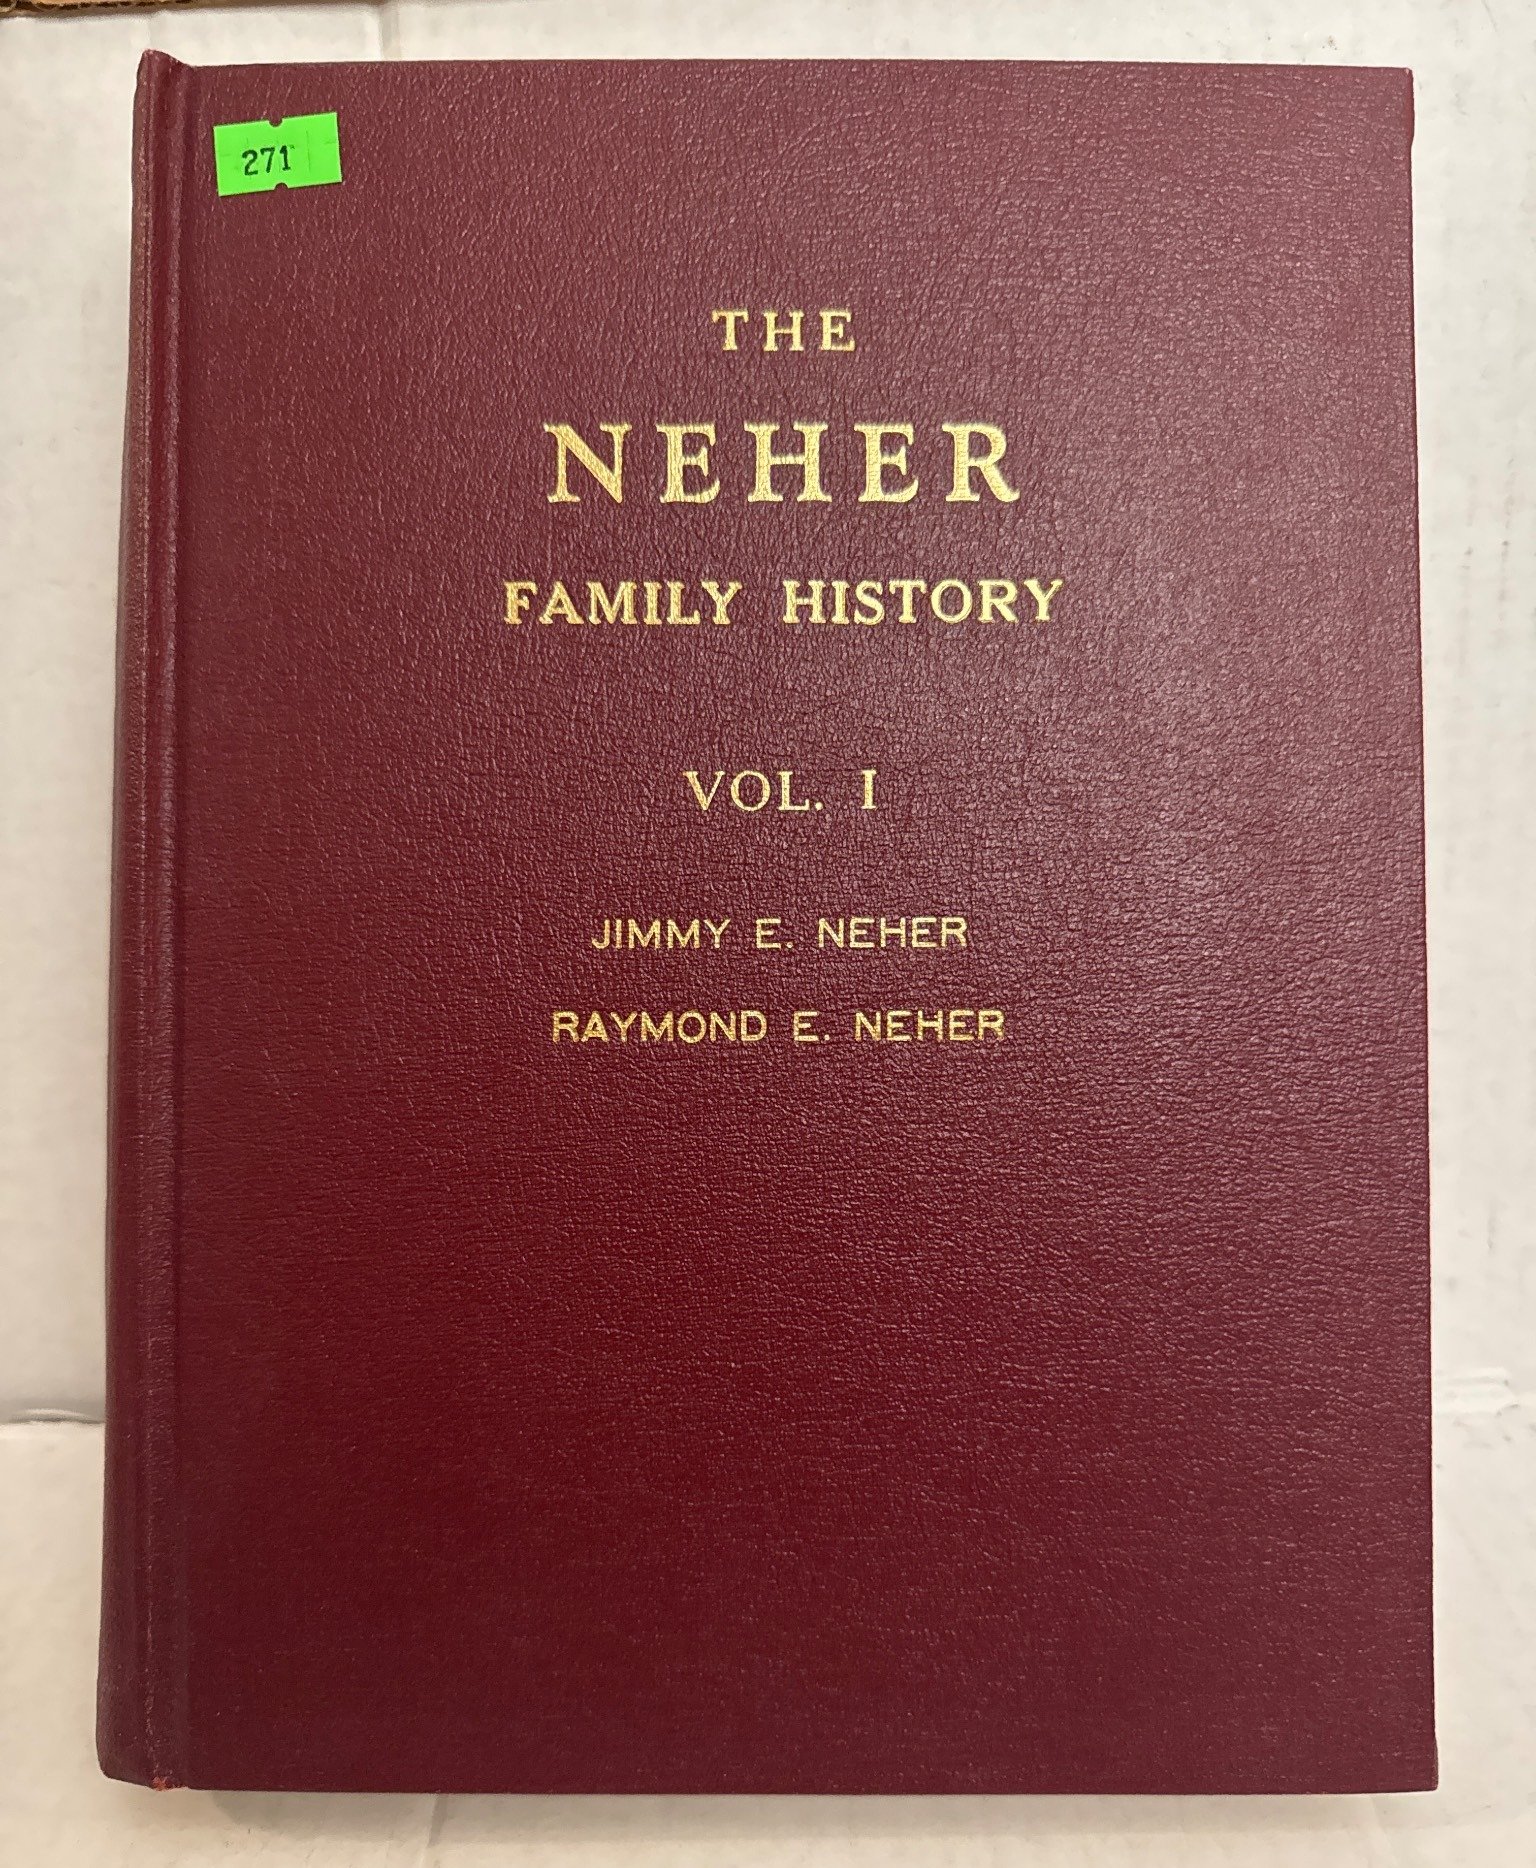 271
THE
NEHER
FAMILY HISTORY
VOL. I
JIMMY E. NEHER
RAYMOND E. NEHER